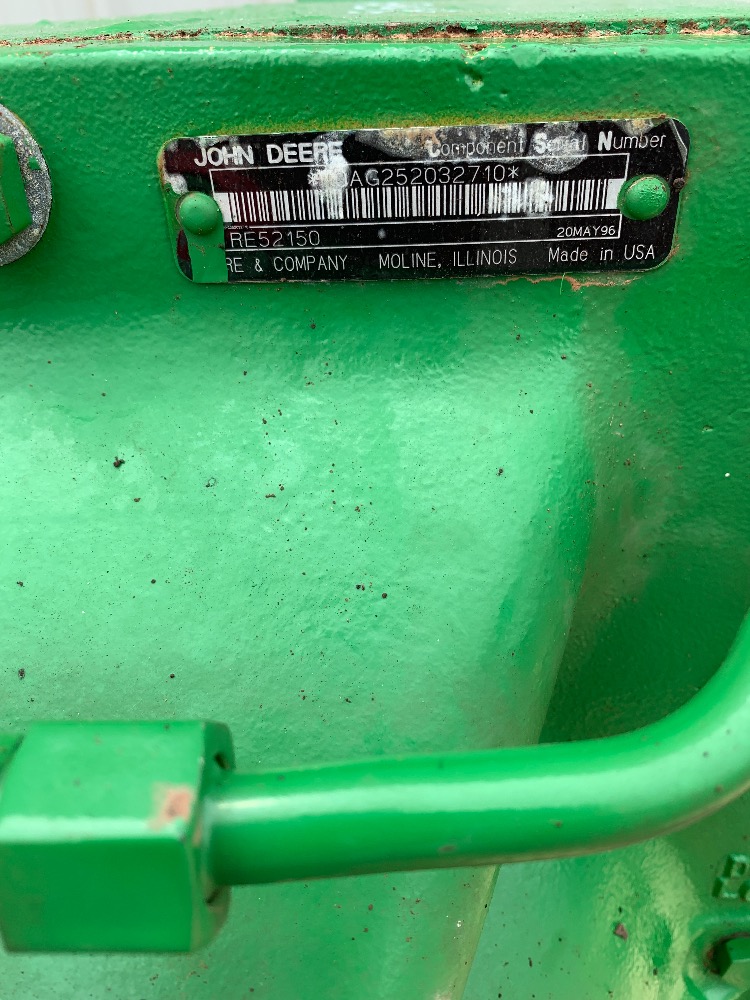 JOHN DEERE Component Serial Number
AG252032710*
RE52150 20MAY96
RE & COMPANY MOLINE, ILLINOIS Made in USA